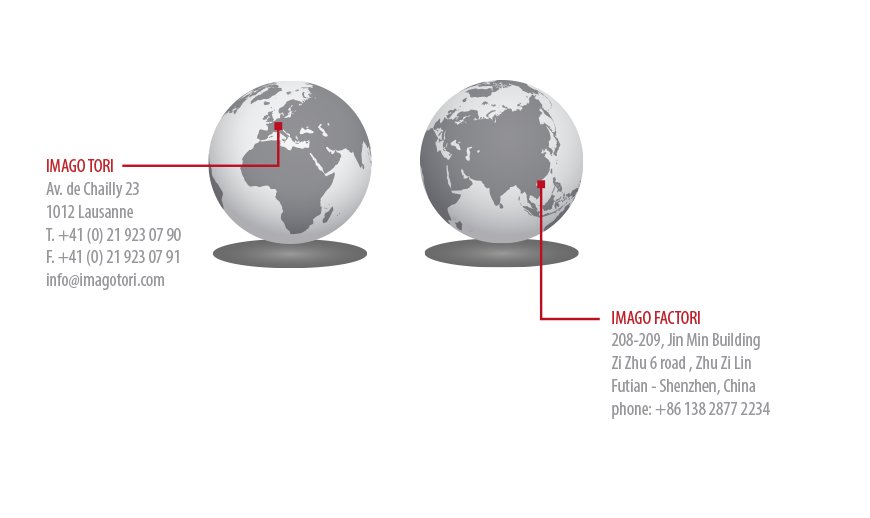 IMAGO TORI
Av. de Chailly 23
1012 Lausanne
T. +41 (0) 21 923 07 90
F. +41 (0) 21 923 07 91
info@imagotori.com
IMAGO FACTORI
208-209, Jin Min Building
Zi Zhu 6 road , Zhu Zi Lin
Futian - Shenzhen, China
phone: +86 138 2877 2234